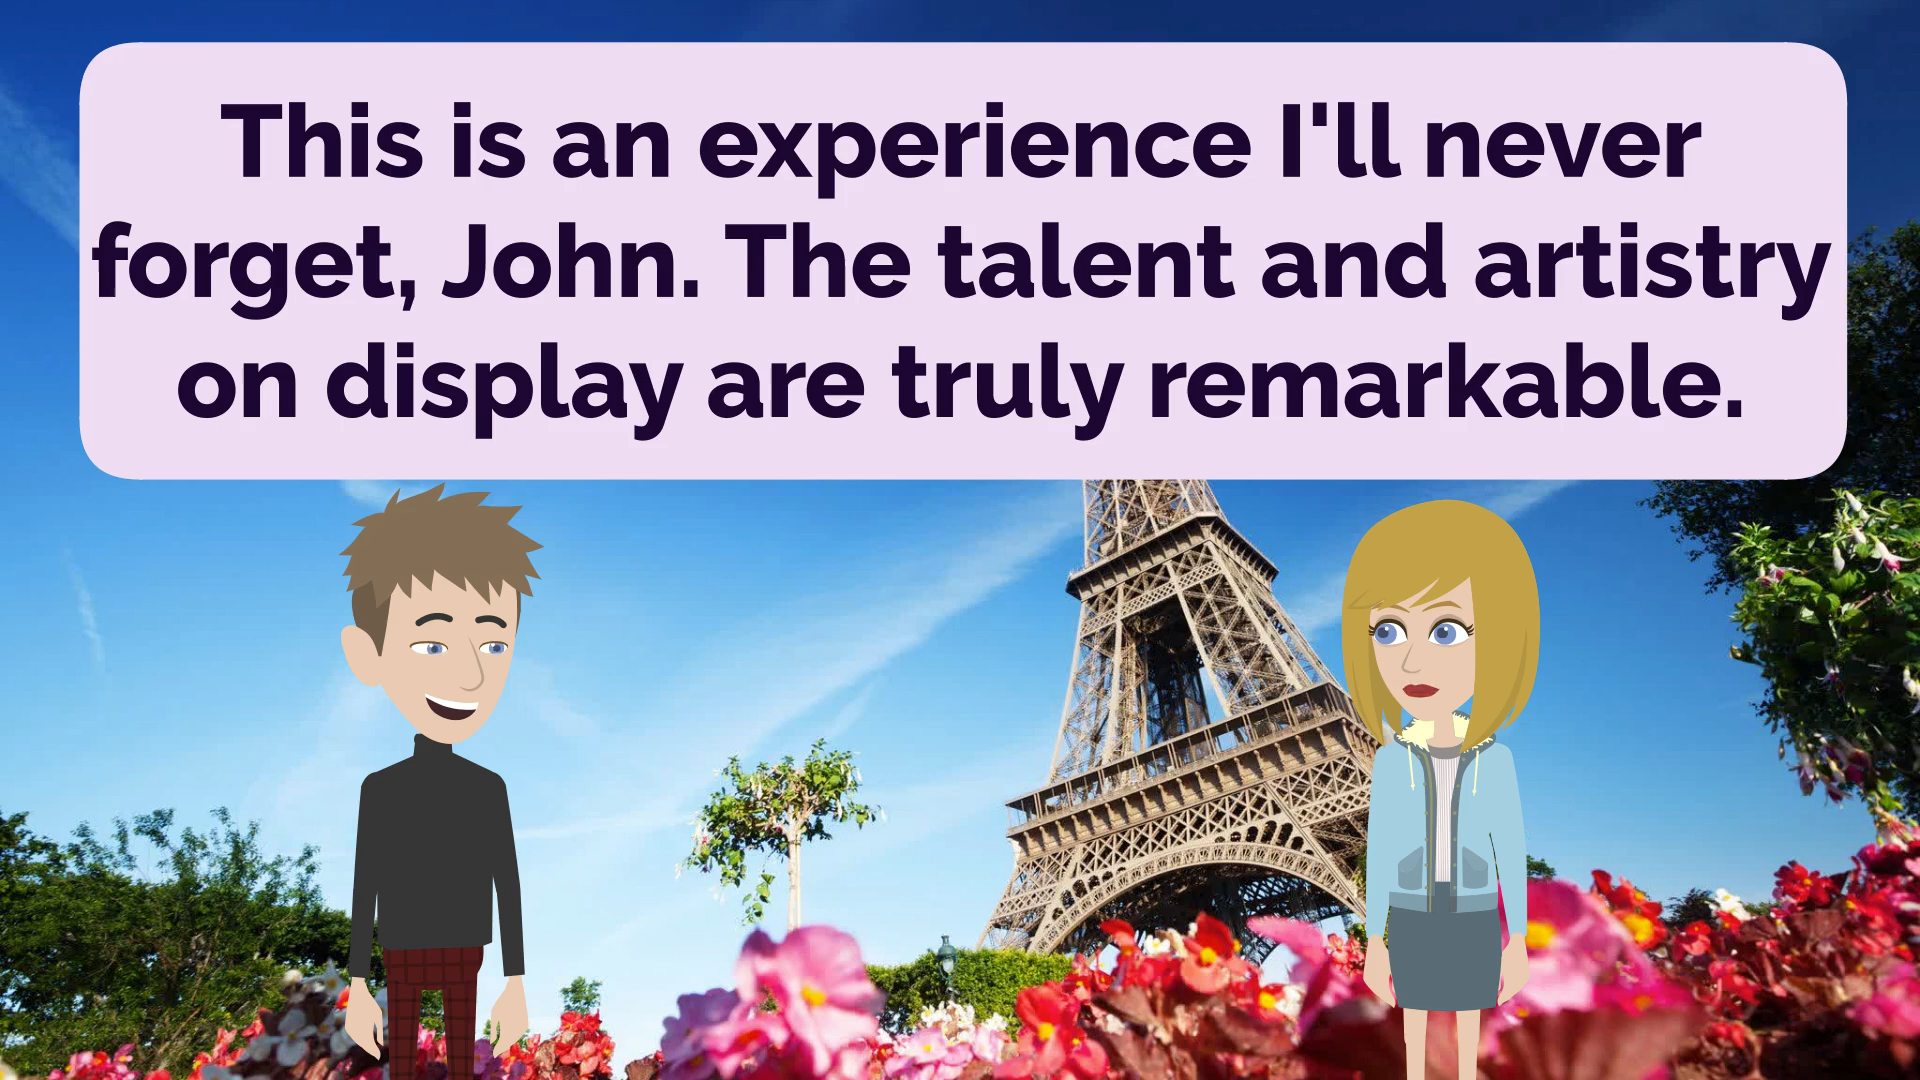 This is an experience I'll never
forget, John. The talent and artistry
on display are truly remarkable.